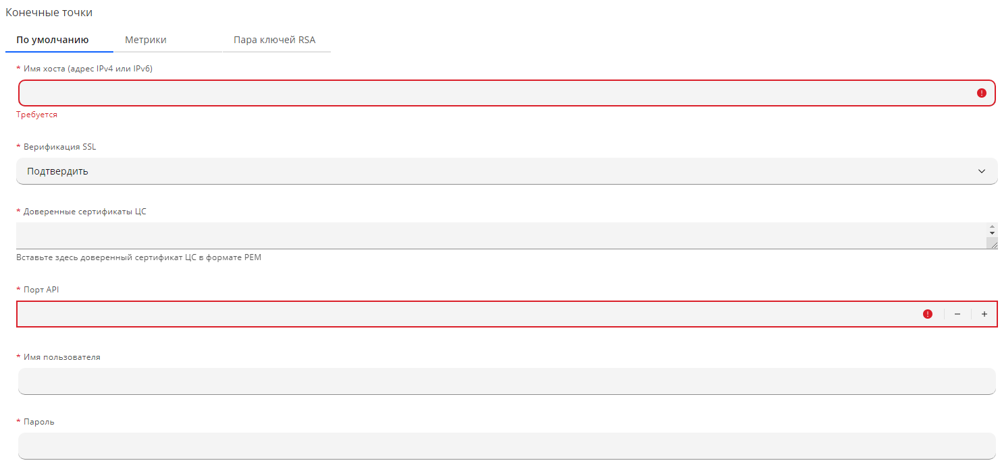 Конечные точки
По умолчанию Метрики Пара ключей RSA
* Имя хоста (адрес IPv4 или IPv6)
Требуется
* Верификация SSL
Подтвердить
* Доверенные сертификаты ЦС
Вставьте здесь доверенный сертификат ЦС в формате PEM
* Порт API
* Имя пользователя
* Пароль